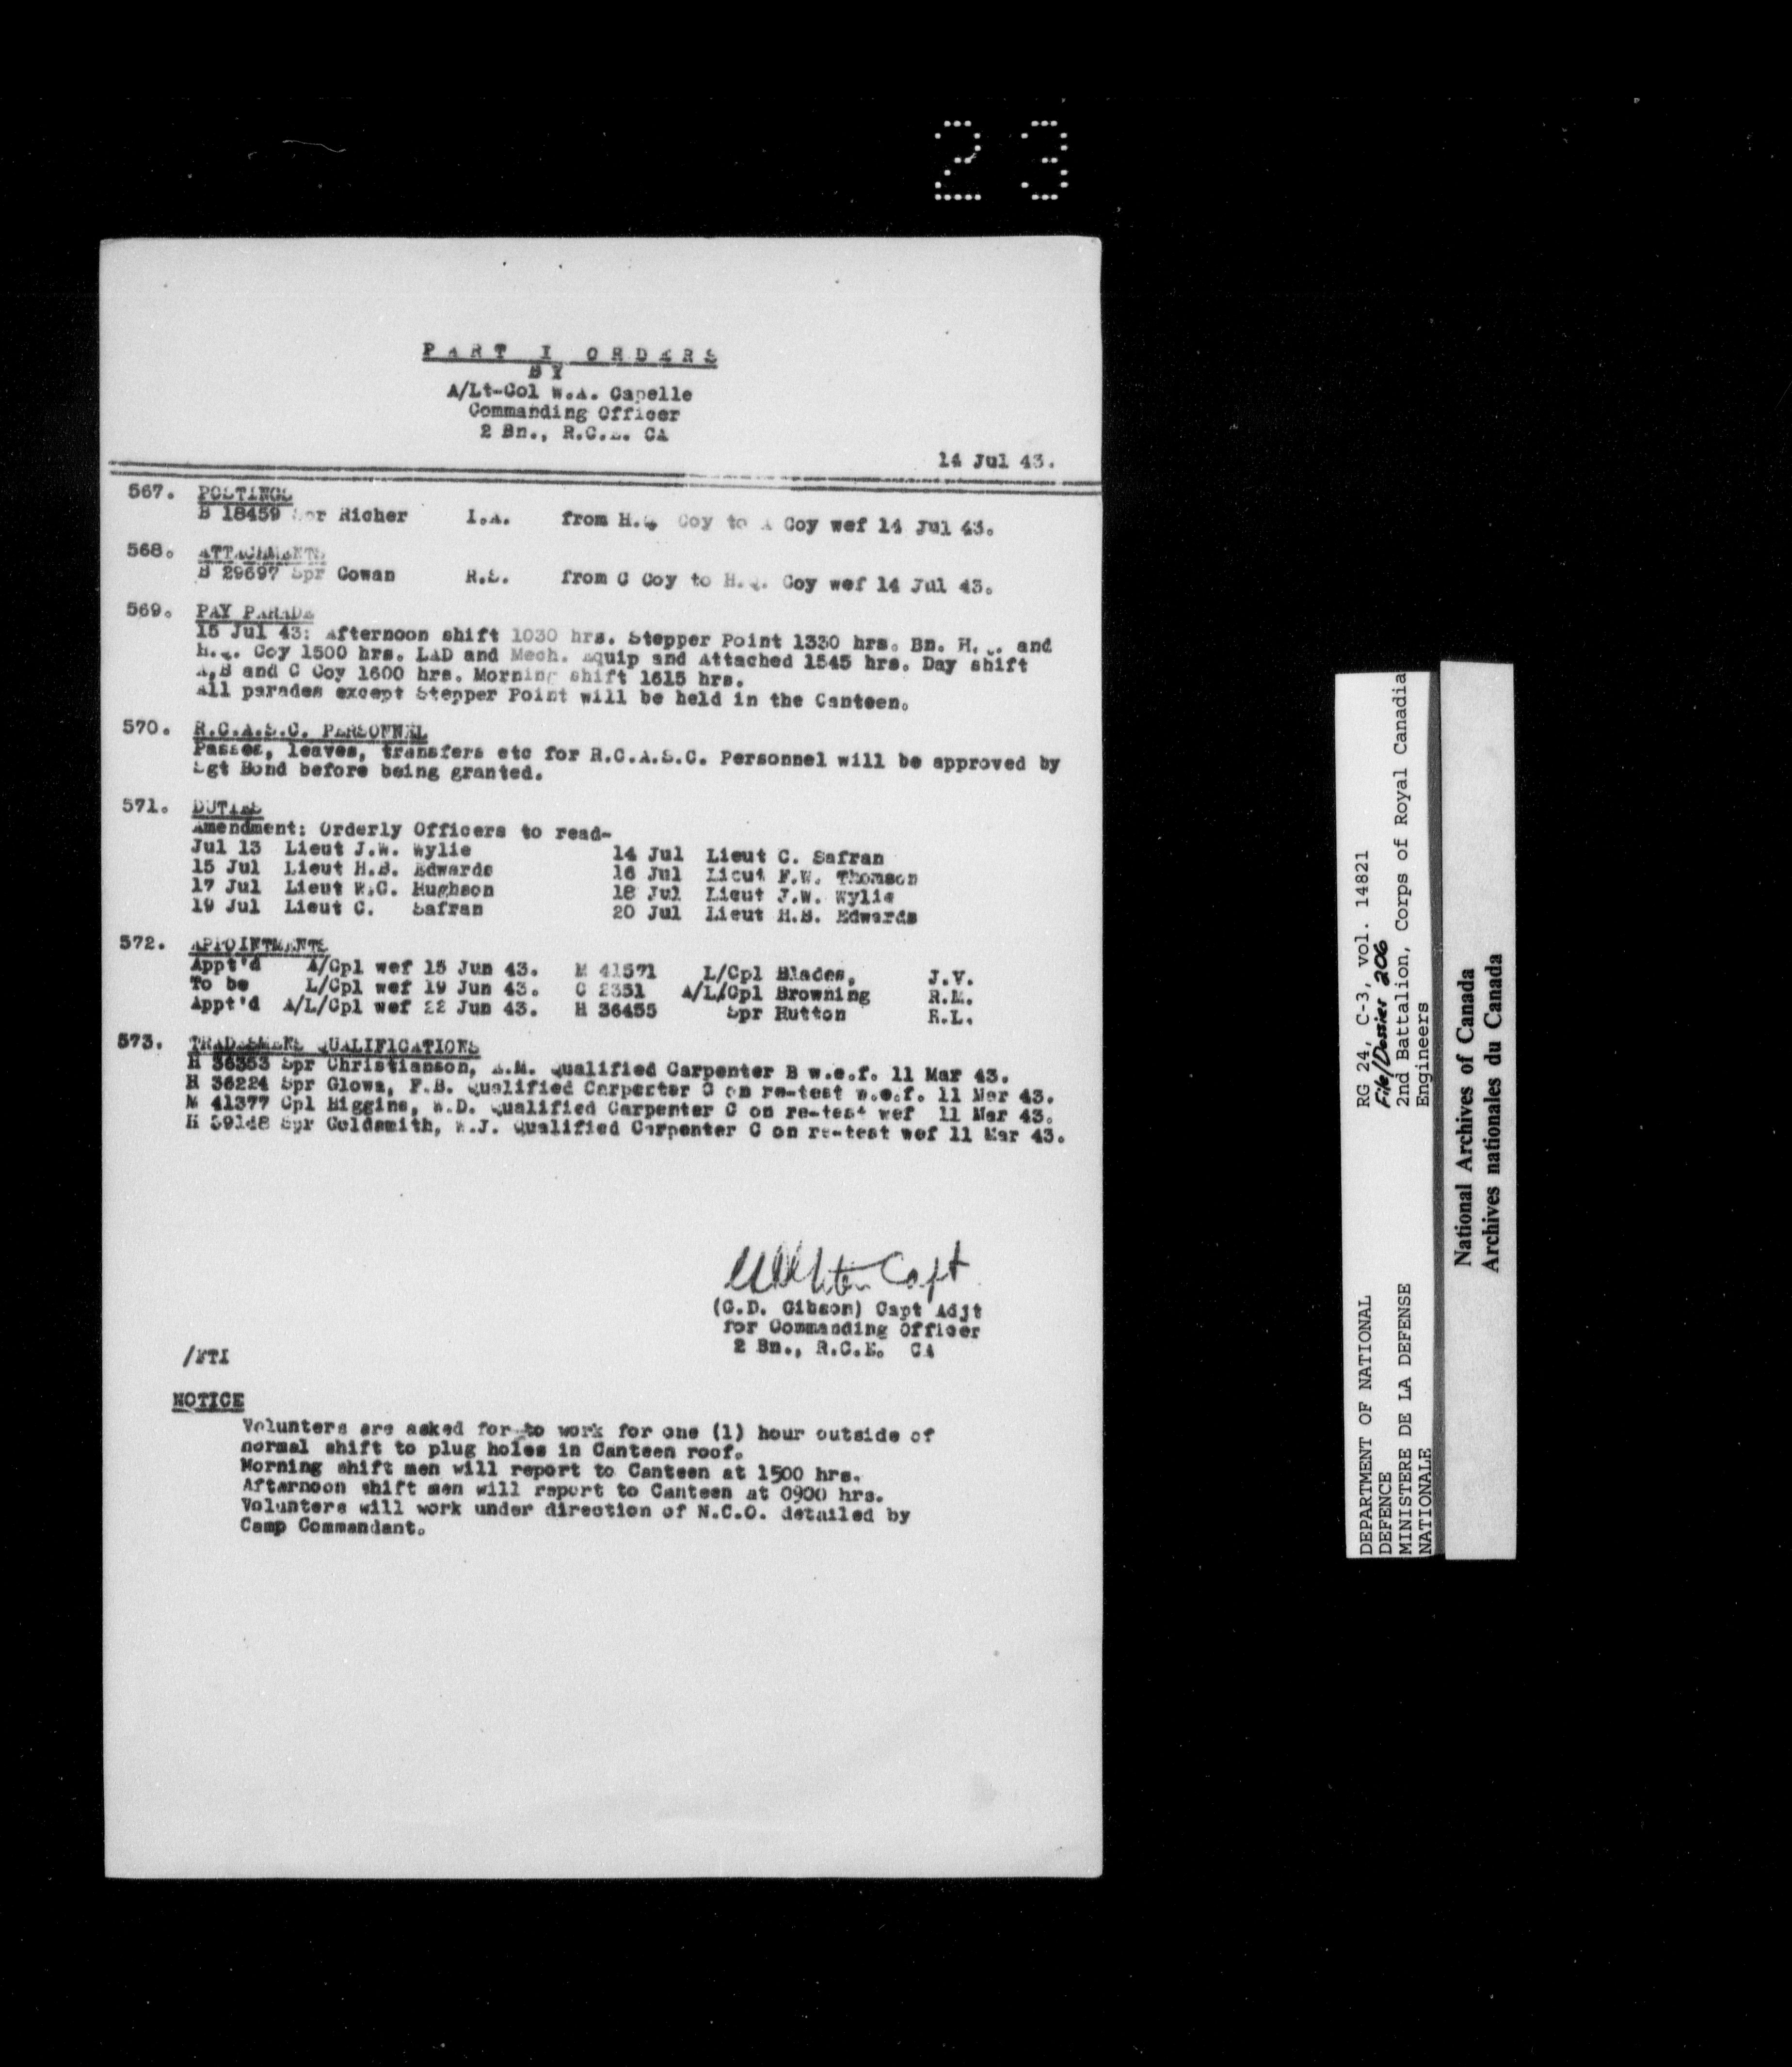 23
PART I ORDERS
BY
A/Lt-Col W.A. Capelle
Commanding Officer
2 Bn., R.C.E. CA
14 Jul 43.
567. POSTINGS
B 18459 Spr Richer I.A. from H.Q. Coy to A Coy wef 14 Jul 43.
568. ATTACHMENTS
B 29697 Spr Cowan R.S. from C Coy to H.Q. Coy wef 14 Jul 43.
569. PAY PARADE
15 Jul 43: Afternoon shift 1030 hrs. Stepper Point 1330 hrs. Bn. H.Q. and
H.Q. Coy 1500 hrs. LAD and Mech. Equip and Attached 1545 hrs. Day shift
A,B and C Coy 1600 hrs. Morning shift 1615 hrs.
All parades except Stepper Point will be held in the Canteen.
570. R.C.A.S.C. PERSONNEL
Passes, leaves, transfers etc for R.C.A.S.C. Personnel will be approved by
Sgt Bond before being granted.
571. DUTIES
Amendment: Orderly Officers to read-
Jul 13 Lieut J.W. Wylie 14 Jul Lieut C. Safran
15 Jul Lieut H.B. Edwards 16 Jul Lieut F.W. Thomson
17 Jul Lieut W.C. Hughson 18 Jul Lieut J.W. Wylie
19 Jul Lieut C. Safran 20 Jul Lieut H.B. Edwards
572. APPOINTMENTS
Appt'd A/Cpl wef 15 Jun 43. M 41571 L/Cpl Blades, J.V.
To be L/Cpl wef 19 Jun 43. C 2351 A/L/Cpl Browning R.M.
Appt'd A/L/Cpl wef 22 Jun 43. H 36455 Spr Hutton R.L.
573. TRADESMENS QUALIFICATIONS
H 36353 Spr Christianson, Qualified Carpenter B w.e.f. 11 Mar 43.
H 36224 Spr Glowa, F.B. Qualified Carpenter C on re-test w.e.f. 11 Mar 43.
M 41377 Cpl Higgins, W.D. Qualified Carpenter C on re-test wef 11 Mar 43.
H Spr Goldsmith, W.J. Qualified Carpenter C on re-test wef 11 Mar 43.
Capt
(G.D. Gibson) Capt Adjt
for Commanding Officer
2 Bn., R.C.E. CA
/FTI
NOTICE
Volunters are asked for to work for one (1) hour outside of
normal shift to plug holes in Canteen roof.
Morning shift men will report to Canteen at 1500 hrs.
Afternoon shift men will report to Canteen at 0900 hrs.
Volunters will work under direction of N.C.O. detailed by
Camp Commandant.
DEPARTMENT OF NATIONAL
DEFENCE
MINISTERE DE LA DEFENSE
NATIONALE
RG 24, C-3, vol. 14821
File/Dossier 206
2nd Battalion, Corps of Royal Canadia
Engineers
National Archives of Canada
Archives nationales du Canada